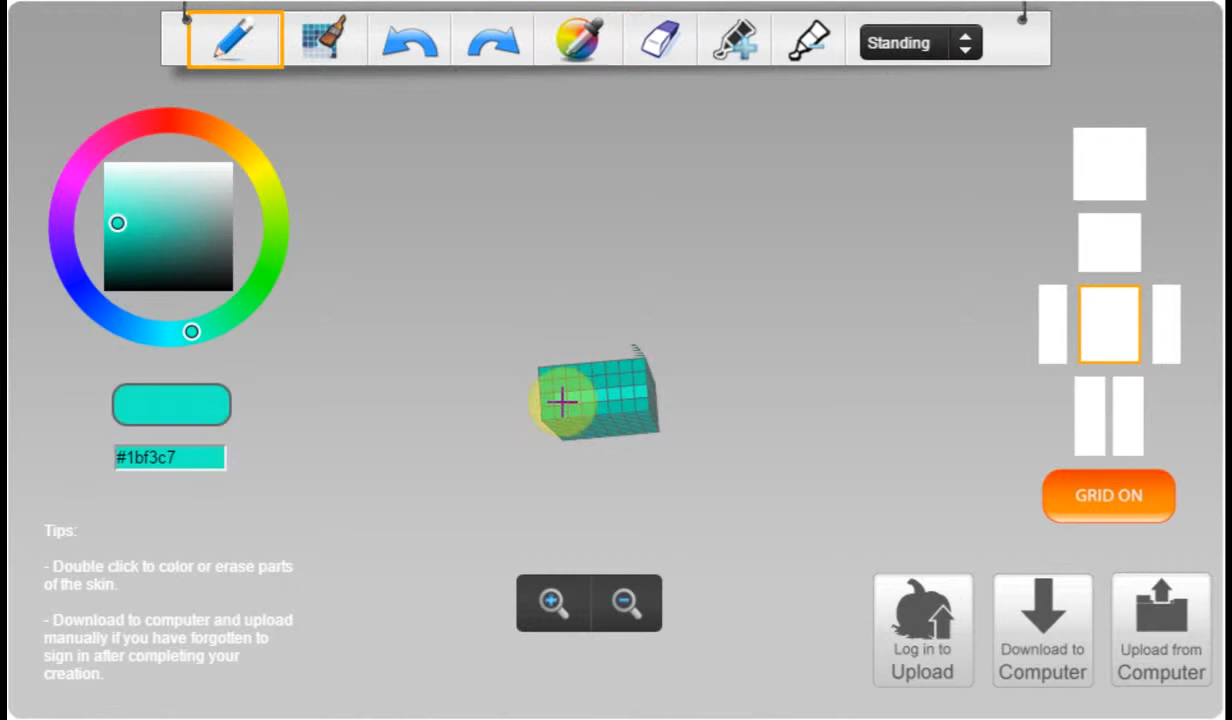 Standing
#1bf3c7
GRID ON
Tips:
- Double click to color or erase parts
of the skin.
- Download to computer and upload
manually if you have forgotten to
sign in after completing your
creation.
Log in to
Upload
Download to
Computer
Upload from
Computer